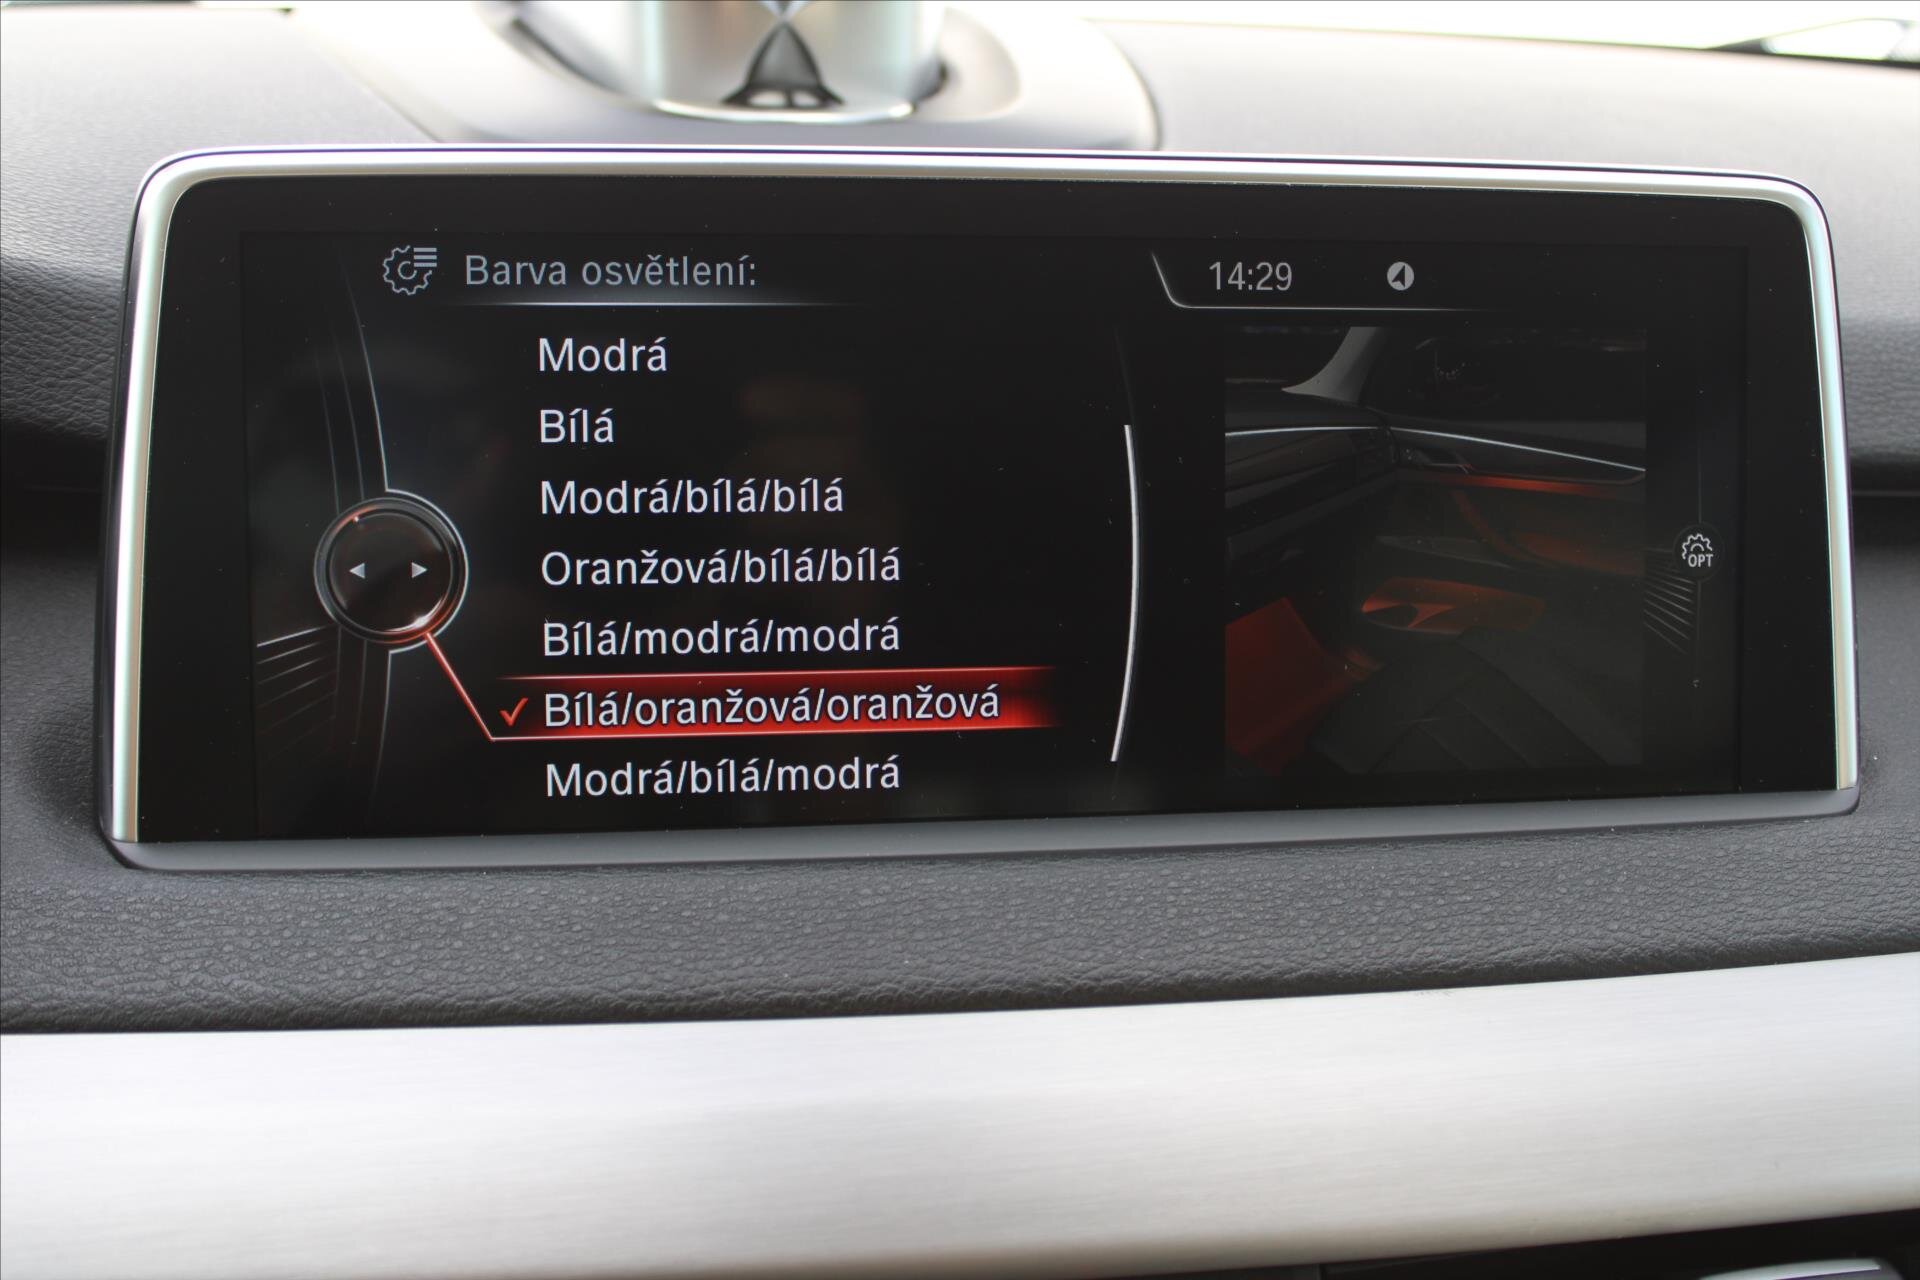 Barva osvětlení:
14:29
Modrá
Bílá
Modrá/bílá/bílá
Oranžová/bílá/bílá
Bílá/modrá/modrá
Bílá/oranžová/oranžová
Modrá/bílá/modrá
OPT